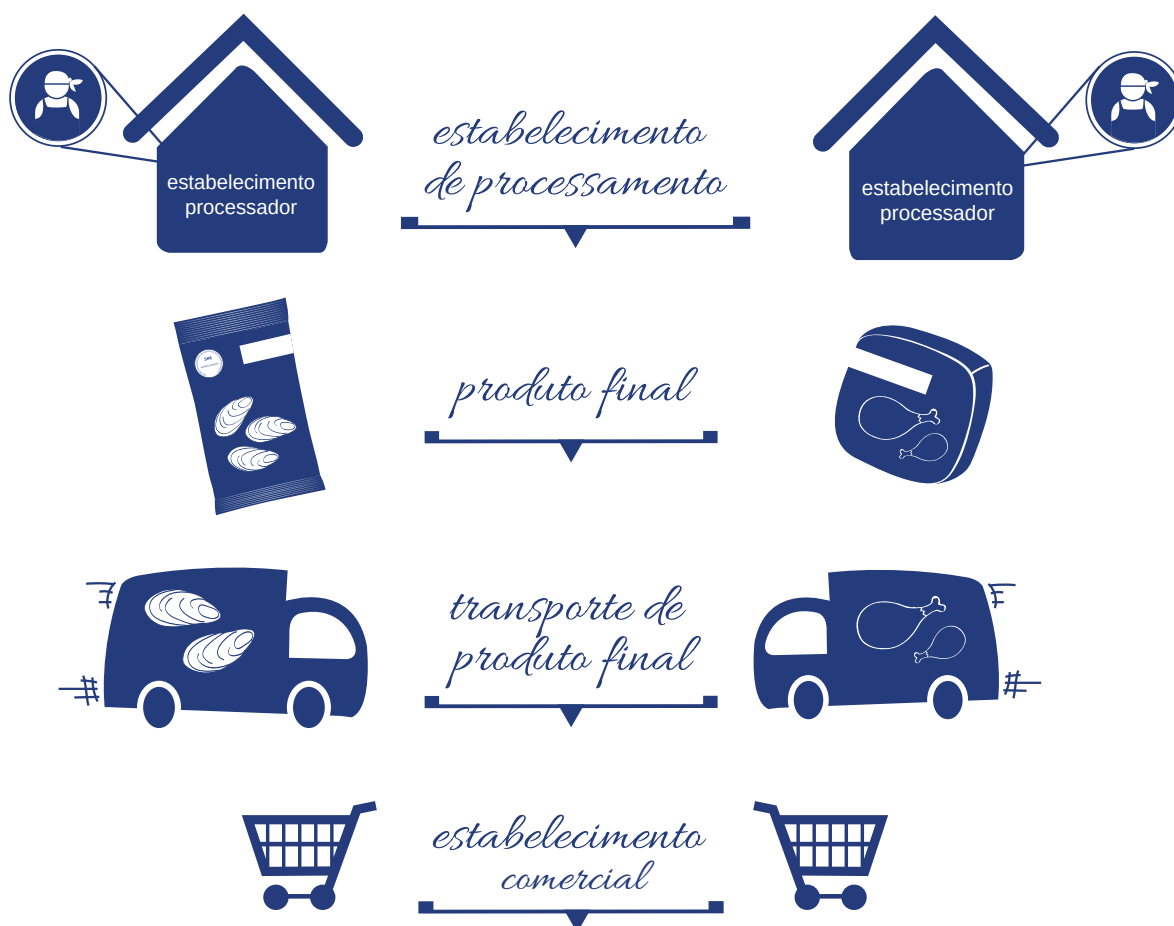 estabelecimento
de processamento
estabelecimento
processador
estabelecimento
processador
produto final
transporte de
produto final
estabelecimento
comercial